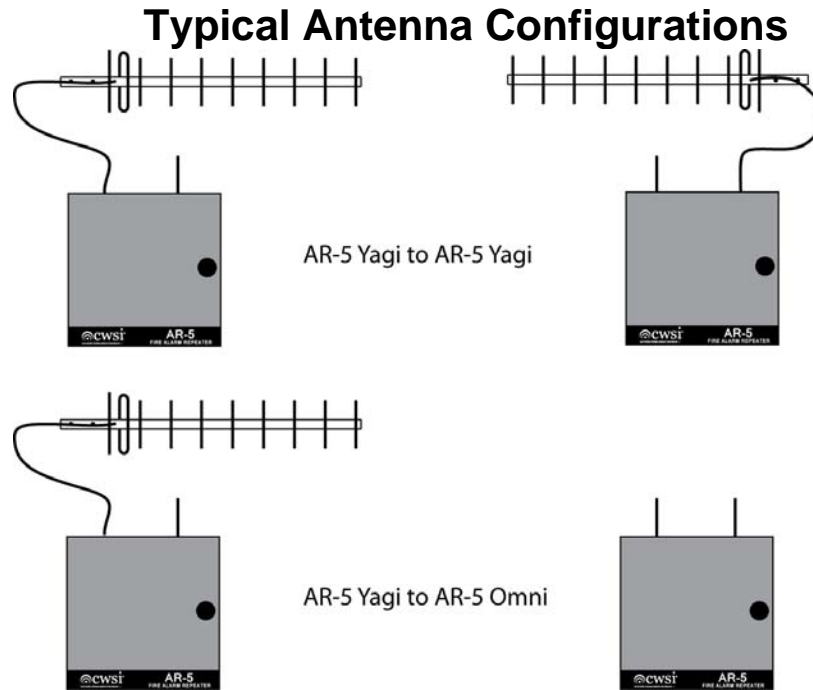 Typical Antenna Configurations
AR-5 Yagi to AR-5 Yagi
cwsi AR-5
FIRE ALARM REPEATER
cwsi AR-5
FIRE ALARM REPEATER
AR-5 Yagi to AR-5 Omni
cwsi AR-5
FIRE ALARM REPEATER
cwsi AR-5
FIRE ALARM REPEATER